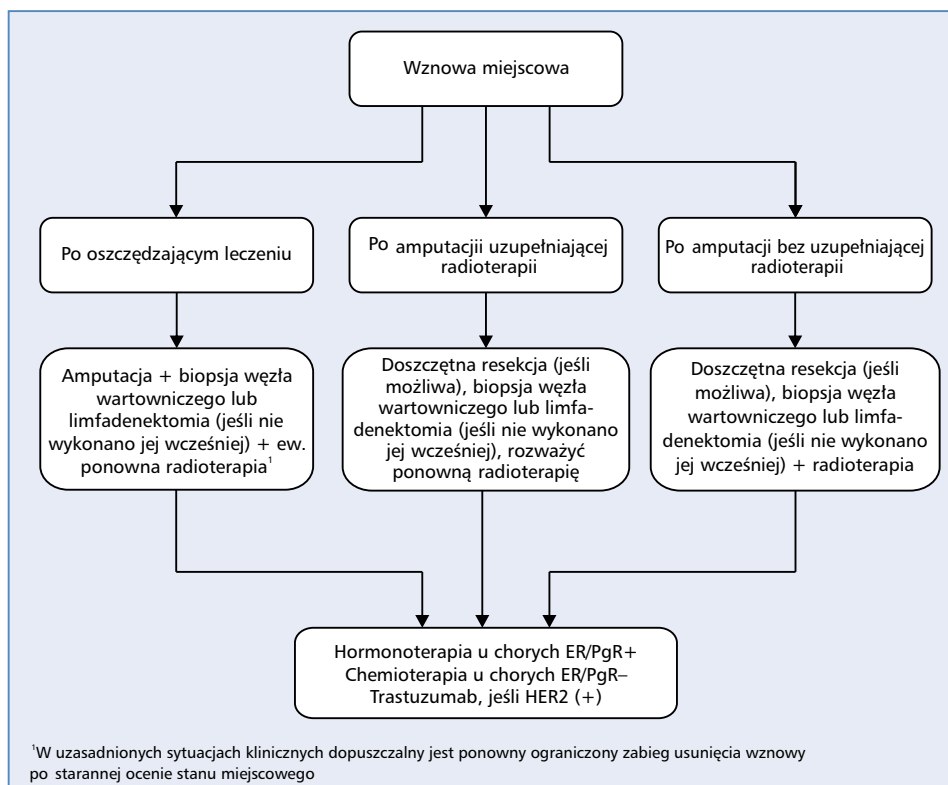 Wznowa miejscowa
Po oszczędzającym leczeniu
Po amputacjii uzupełniającej
radioterapii
Po amputacji bez uzupełniającej
radioterapii
Amputacja + biopsja węzła
wartowniczego lub
limfadenektomia (jeśli nie
wykonano jej wcześniej) + ew.
ponowna radioterapia¹
Doszczętna resekcja (jeśli
możliwa), biopsja węzła
wartowniczego lub limfa-
denektomia (jeśli nie wykonano
jej wcześniej), rozważyć
ponowną radioterapię
Doszczętna resekcja (jeśli
możliwa), biopsja węzła
wartowniczego lub limfa-
denektomia (jeśli nie wykonano
jej wcześniej) + radioterapia
Hormonoterapia u chorych ER/PgR+
Chemioterapia u chorych ER/PgR–
Trastuzumab, jeśli HER2 (+)
¹W uzasadnionych sytuacjach klinicznych dopuszczalny jest ponowny ograniczony zabieg usunięcia wznowy
po starannej ocenie stanu miejscowego